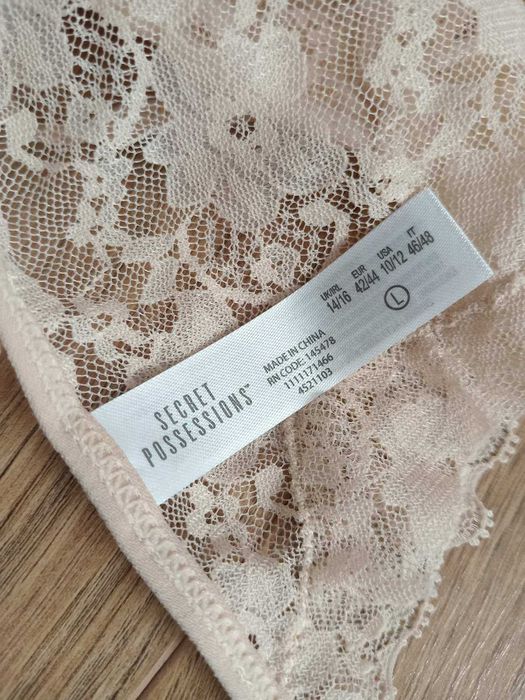 SECRET
POSSESSIONS™
MADE IN CHINA
RN CODE: 145478
1111171466
4521103
UK/IRL EUR USA IT
14/16 42/44 10/12 46/48
L